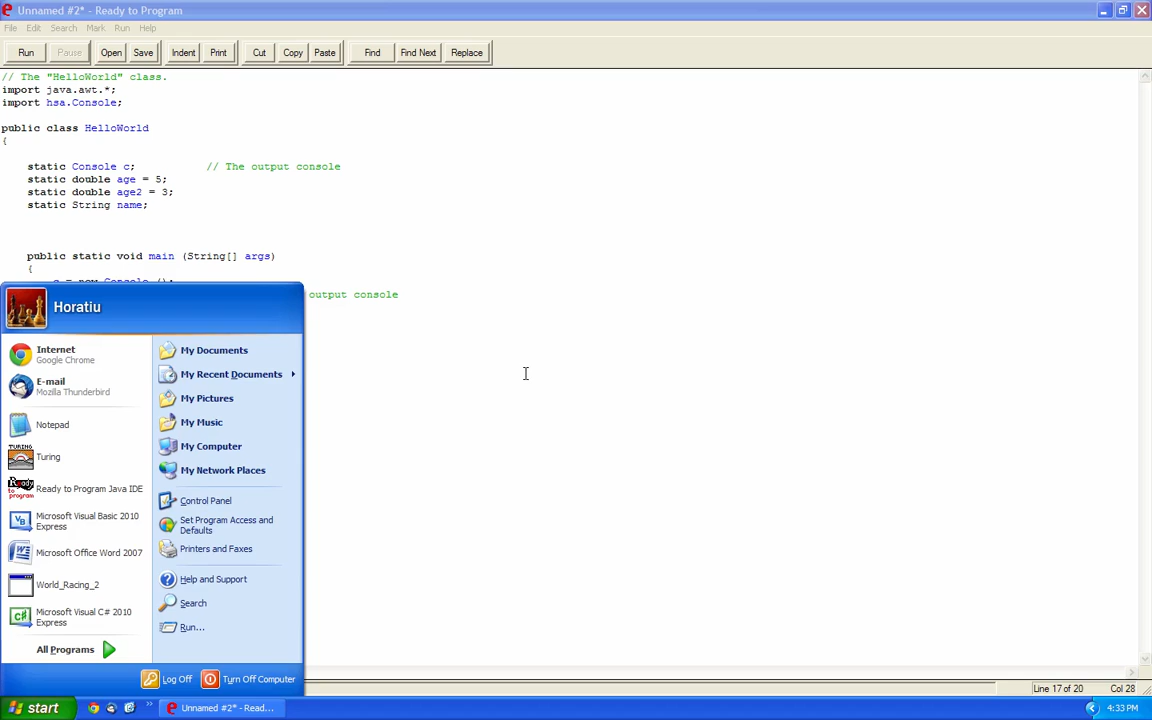 Unnamed #2* - Ready to Program
File Edit Search Mark Run Help
Run Pause Open Save Indent Print Cut Copy Paste Find Find Next Replace
// The "HelloWorld" class.
import java.awt.*;
import hsa.Console;
public class HelloWorld
{
static Console c; // The output console
static double age = 5;
static double age2 = 3;
static String name;
public static void main (String[] args)
{
c = new Console ();
output console
Horatiu
Internet
Google Chrome
E-mail
Mozilla Thunderbird
Notepad
Turing
Ready to Program Java IDE
Microsoft Visual Basic 2010
Express
Microsoft Office Word 2007
World_Racing_2
Microsoft Visual C# 2010
Express
All Programs
My Documents
My Recent Documents
My Pictures
My Music
My Computer
My Network Places
Control Panel
Set Program Access and
Defaults
Printers and Faxes
Help and Support
Search
Run...
Log Off Turn Off Computer
Line 17 of 20 Col 28
start Unnamed #2* - Read... 4:33 PM